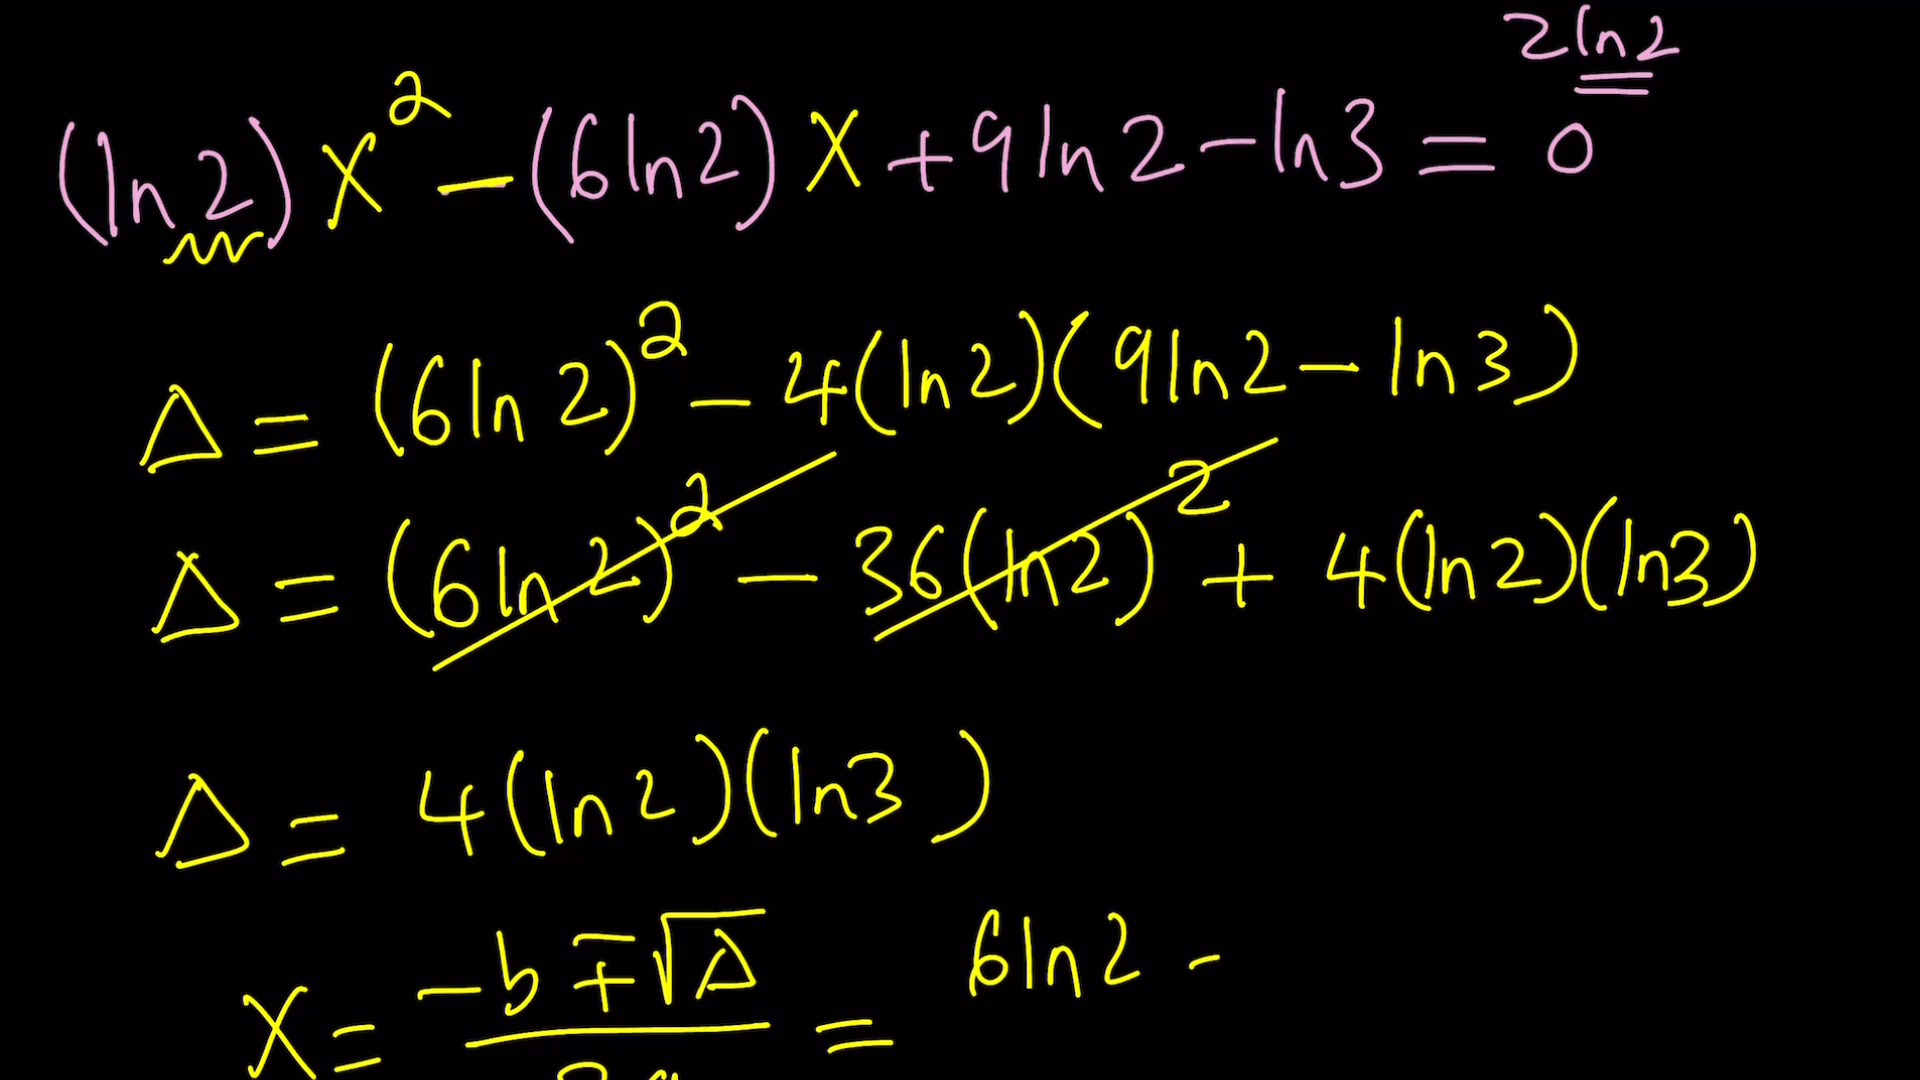 2ln2
(ln2)x² - (6ln2)x + 9ln2 - ln3 = 0
Δ = (6ln2)² - 4(ln2)(9ln2 - ln3)
Δ = (6ln2)² - 36(ln2)² + 4(ln2)(ln3)
Δ = 4(ln2)(ln3)
x = (-b ∓ √Δ)/2a = 6ln2 -